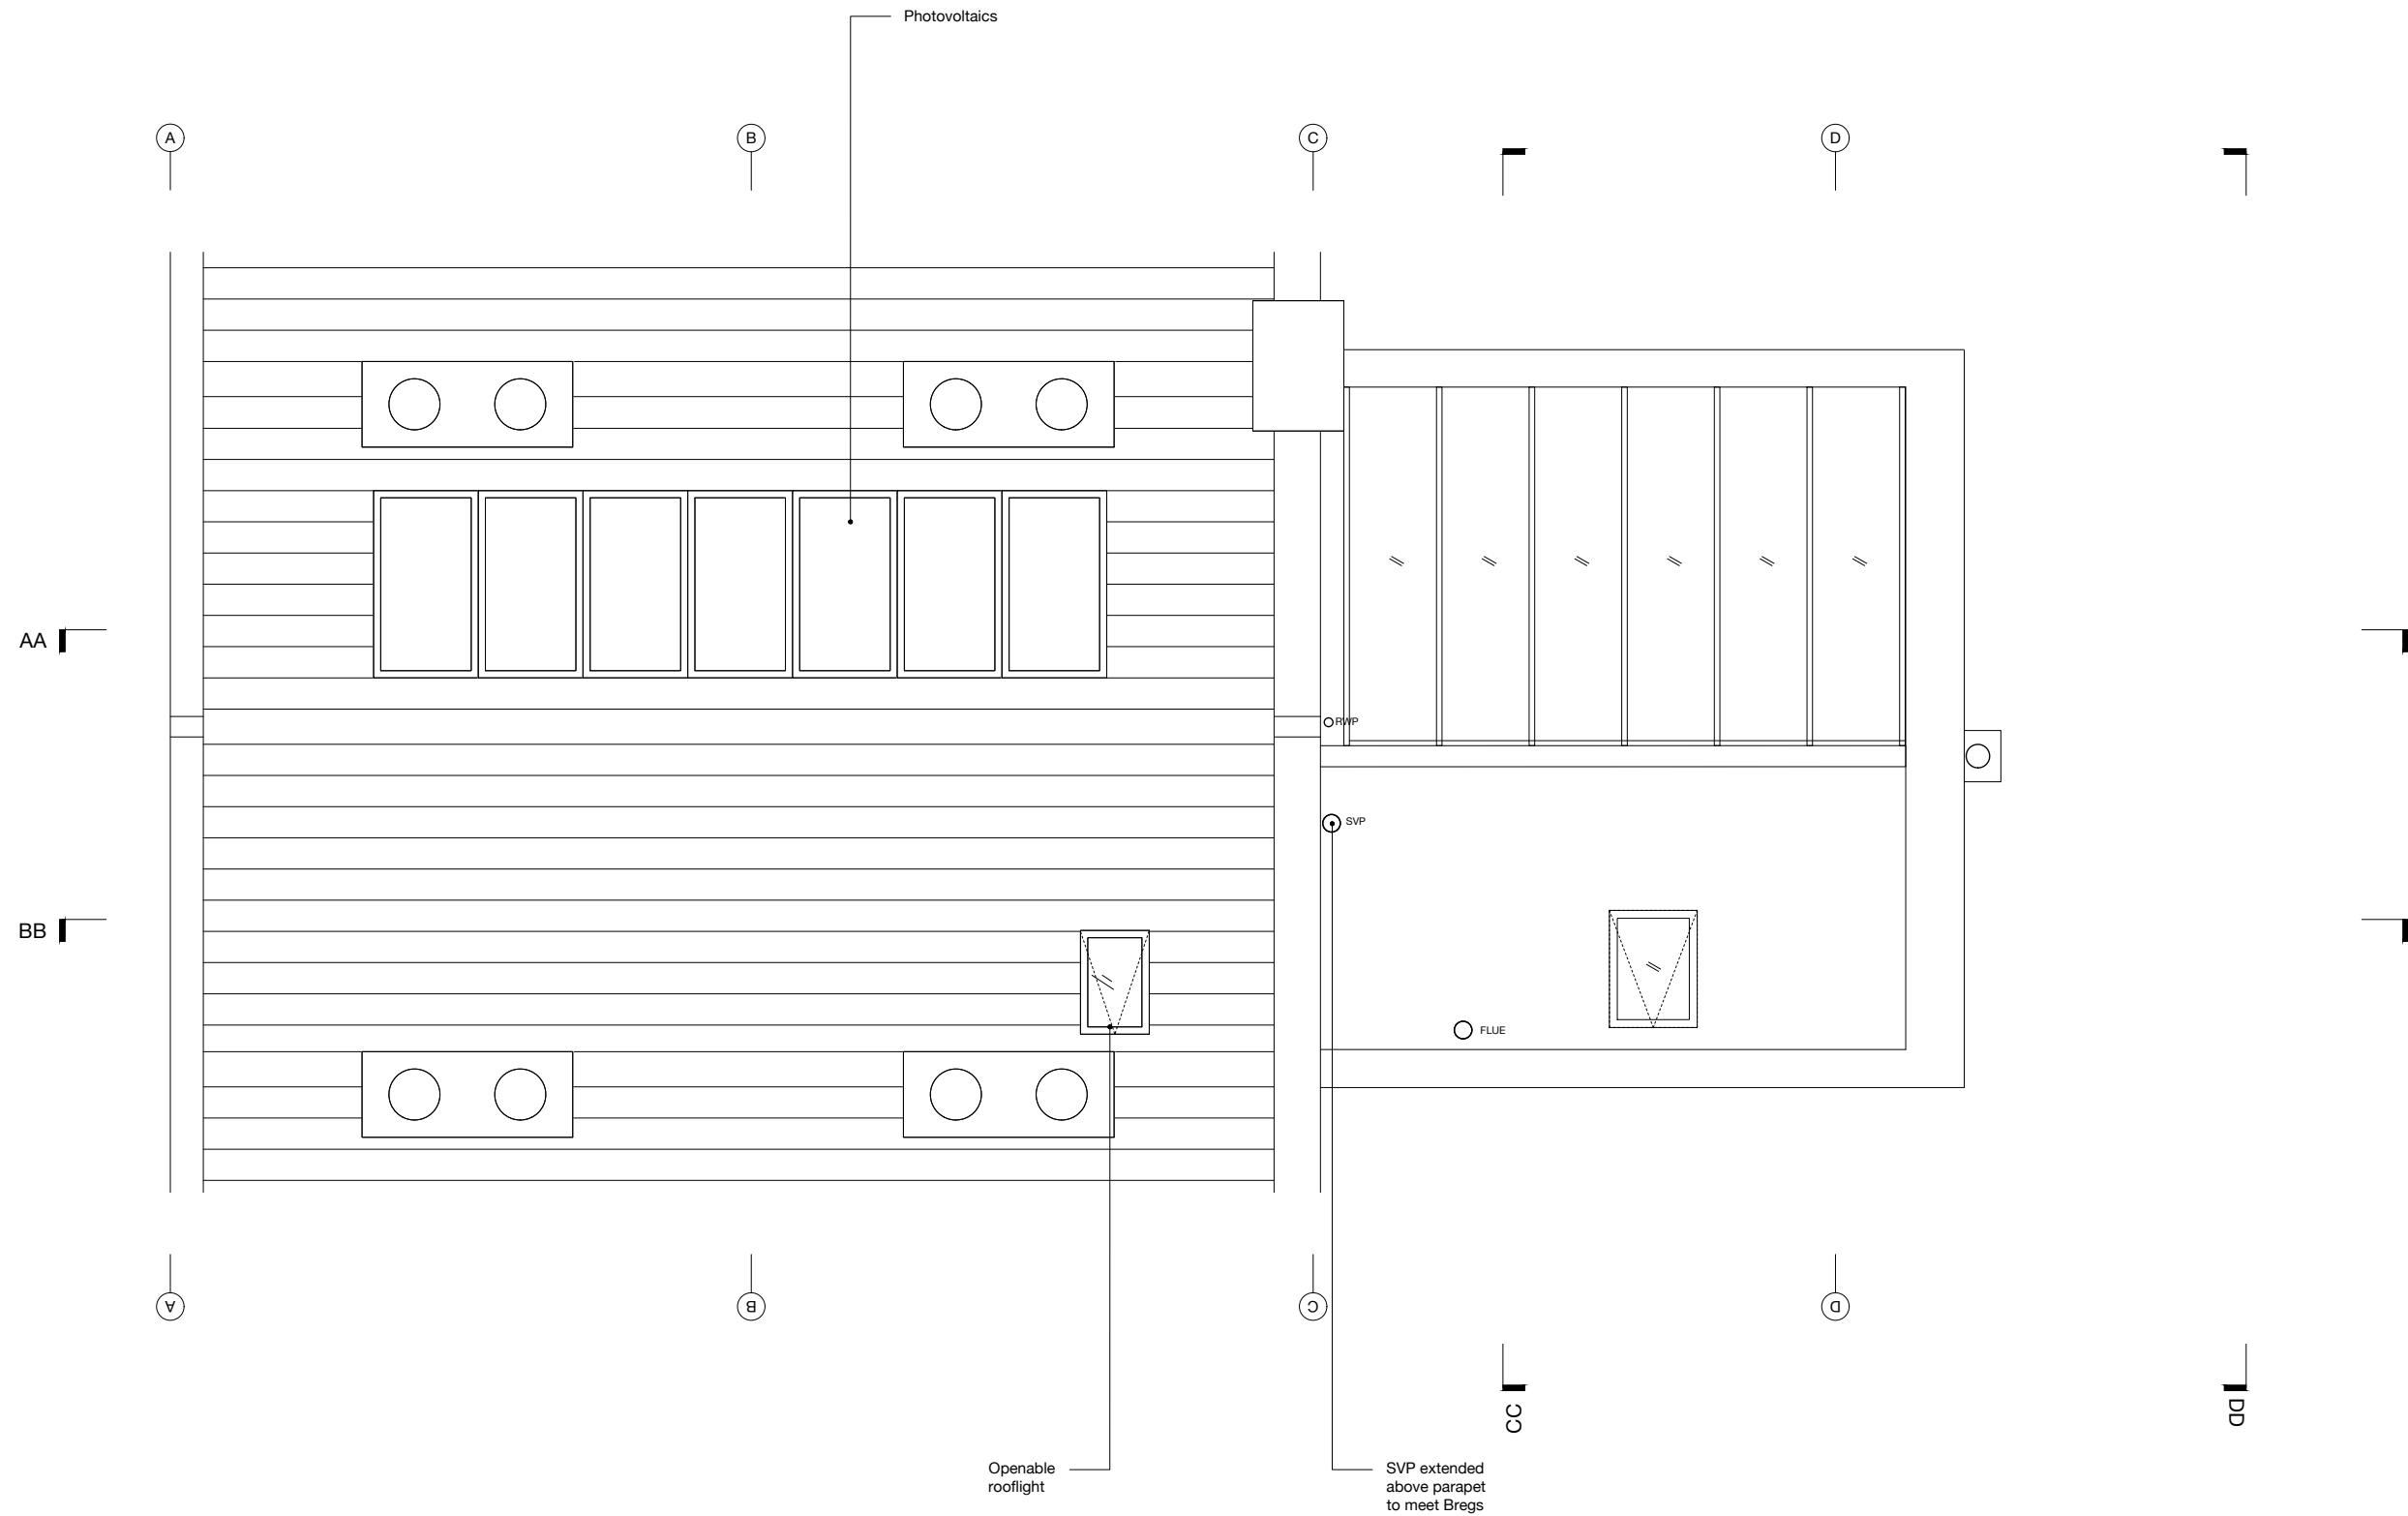 Photovoltaics
A
B
C
D
AA
RWP
SVP
BB
FLUE
A
B
C
D
CC
DD
Openable
rooflight
SVP extended
above parapet
to meet Bregs